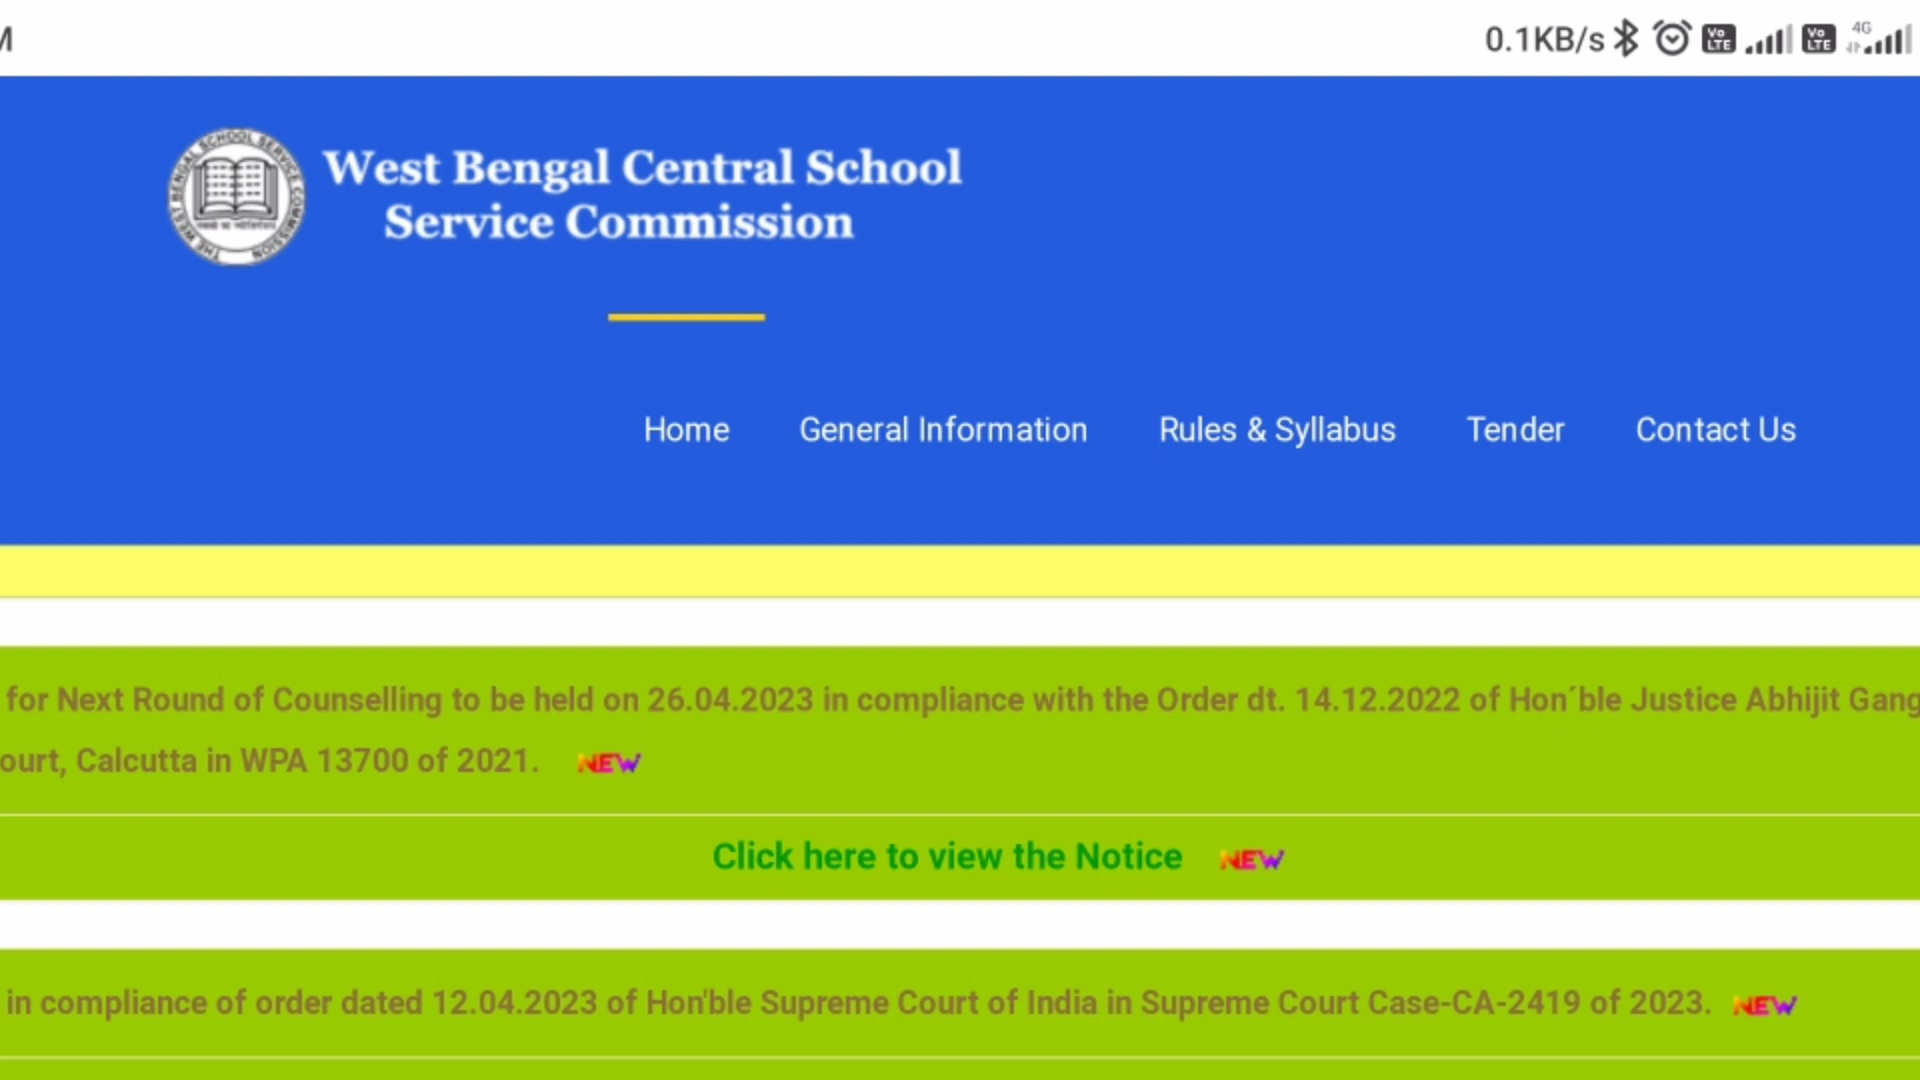 0.1KB/s
4G
West Bengal Central School
Service Commission
Home General Information Rules & Syllabus Tender Contact Us
for Next Round of Counselling to be held on 26.04.2023 in compliance with the Order dt. 14.12.2022 of Hon´ble Justice Abhijit Gang
ourt, Calcutta in WPA 13700 of 2021. NEW
Click here to view the Notice NEW
in compliance of order dated 12.04.2023 of Hon'ble Supreme Court of India in Supreme Court Case-CA-2419 of 2023. NEW